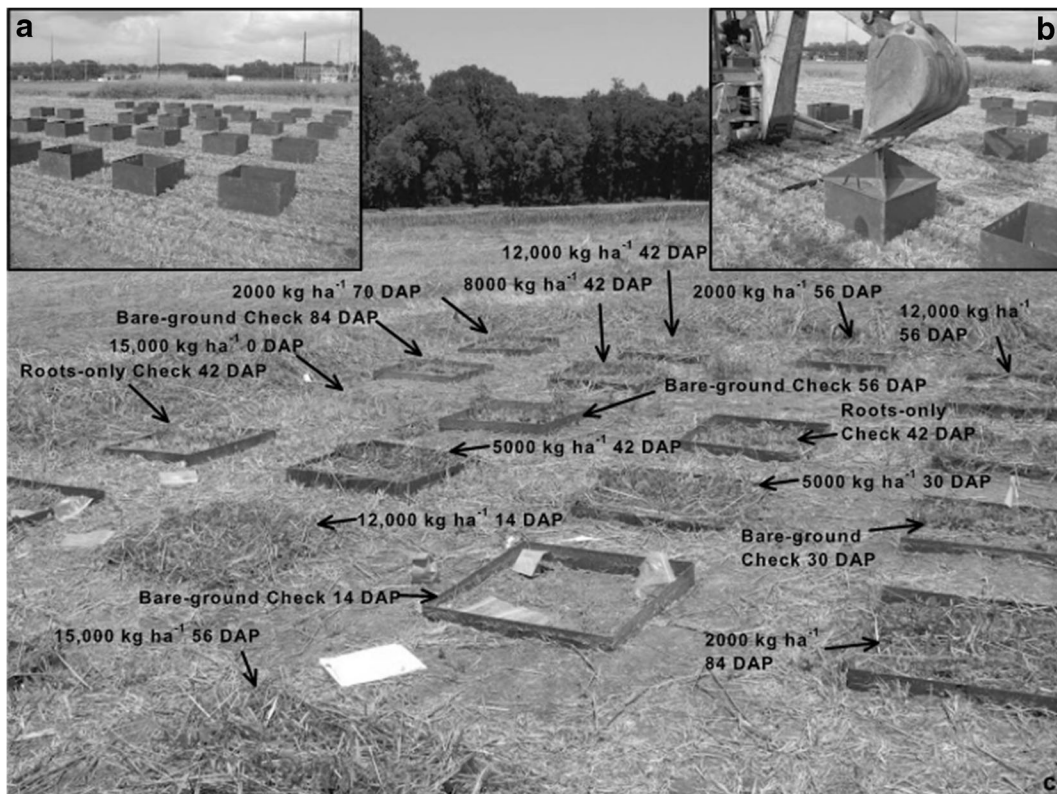 a
b
12,000 kg ha⁻¹ 42 DAP
8000 kg ha⁻¹ 42 DAP
2000 kg ha⁻¹ 70 DAP
2000 kg ha⁻¹ 56 DAP
Bare-ground Check 84 DAP
12,000 kg ha⁻¹
56 DAP
15,000 kg ha⁻¹ 0 DAP
Roots-only Check 42 DAP
Bare-ground Check 56 DAP
Roots-only
Check 42 DAP
5000 kg ha⁻¹ 42 DAP
5000 kg ha⁻¹ 30 DAP
12,000 kg ha⁻¹ 14 DAP
Bare-ground
Check 30 DAP
Bare-ground Check 14 DAP
15,000 kg ha⁻¹ 56 DAP
2000 kg ha⁻¹
84 DAP
c